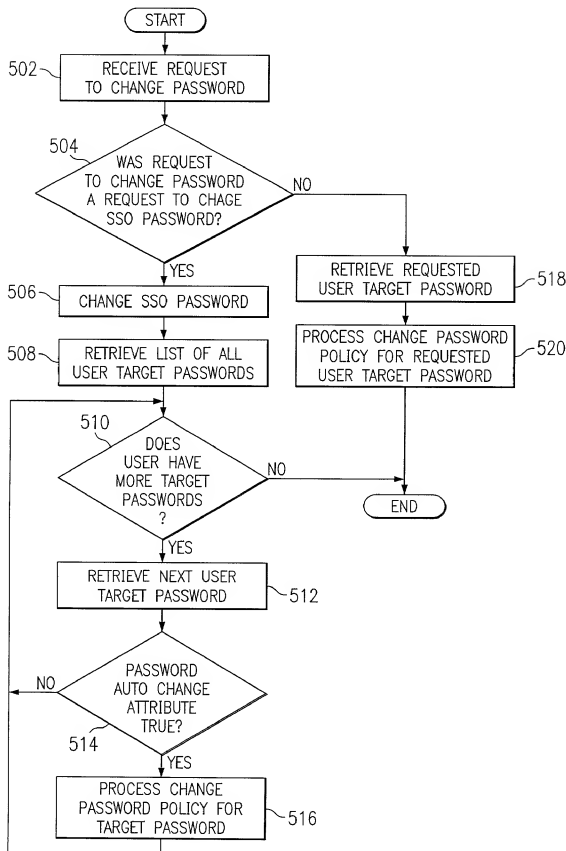 START
502
RECEIVE REQUEST
TO CHANGE PASSWORD
504
WAS REQUEST
TO CHANGE PASSWORD
A REQUEST TO CHAGE
SSO PASSWORD?
NO
YES
506
CHANGE SSO PASSWORD
RETRIEVE REQUESTED
USER TARGET PASSWORD
518
508
RETRIEVE LIST OF ALL
USER TARGET PASSWORDS
PROCESS CHANGE PASSWORD
POLICY FOR REQUESTED
USER TARGET PASSWORD
520
510
DOES
USER HAVE
MORE TARGET
PASSWORDS
?
NO
END
YES
RETRIEVE NEXT USER
TARGET PASSWORD
512
PASSWORD
AUTO CHANGE
ATTRIBUTE
TRUE?
NO
514
YES
PROCESS CHANGE
PASSWORD POLICY FOR
TARGET PASSWORD
516